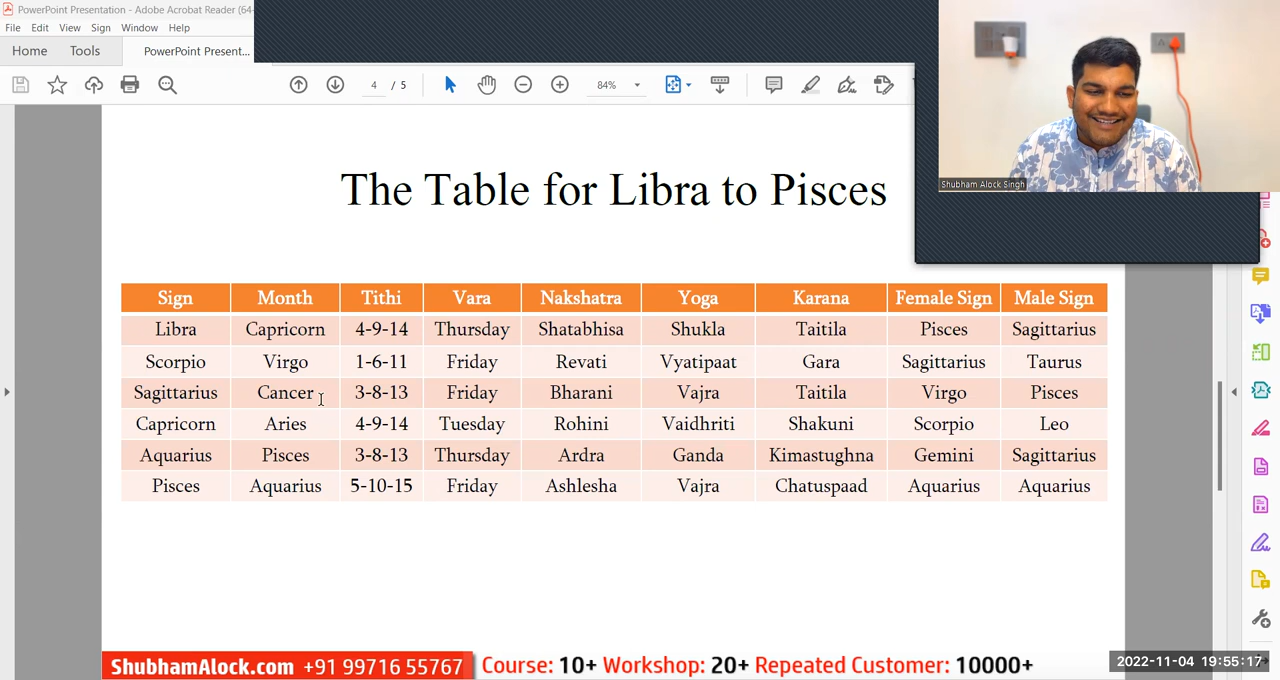 PowerPoint Presentation - Adobe Acrobat Reader (64-
File Edit View Sign Window Help
Home Tools PowerPoint Present...
4 / 5 84%
Shubham Alock Singh
The Table for Libra to Pisces
Sign Month Tithi Vara Nakshatra Yoga Karana Female Sign Male Sign
Libra Capricorn 4-9-14 Thursday Shatabhisa Shukla Taitila Pisces Sagittarius
Scorpio Virgo 1-6-11 Friday Revati Vyatipaat Gara Sagittarius Taurus
Sagittarius Cancer 3-8-13 Friday Bharani Vajra Taitila Virgo Pisces
Capricorn Aries 4-9-14 Tuesday Rohini Vaidhriti Shakuni Scorpio Leo
Aquarius Pisces 3-8-13 Thursday Ardra Ganda Kimastughna Gemini Sagittarius
Pisces Aquarius 5-10-15 Friday Ashlesha Vajra Chatuspaad Aquarius Aquarius
ShubhamAlock.com +91 99716 55767 Course: 10+ Workshop: 20+ Repeated Customer: 10000+
2022-11-04 19:55:17